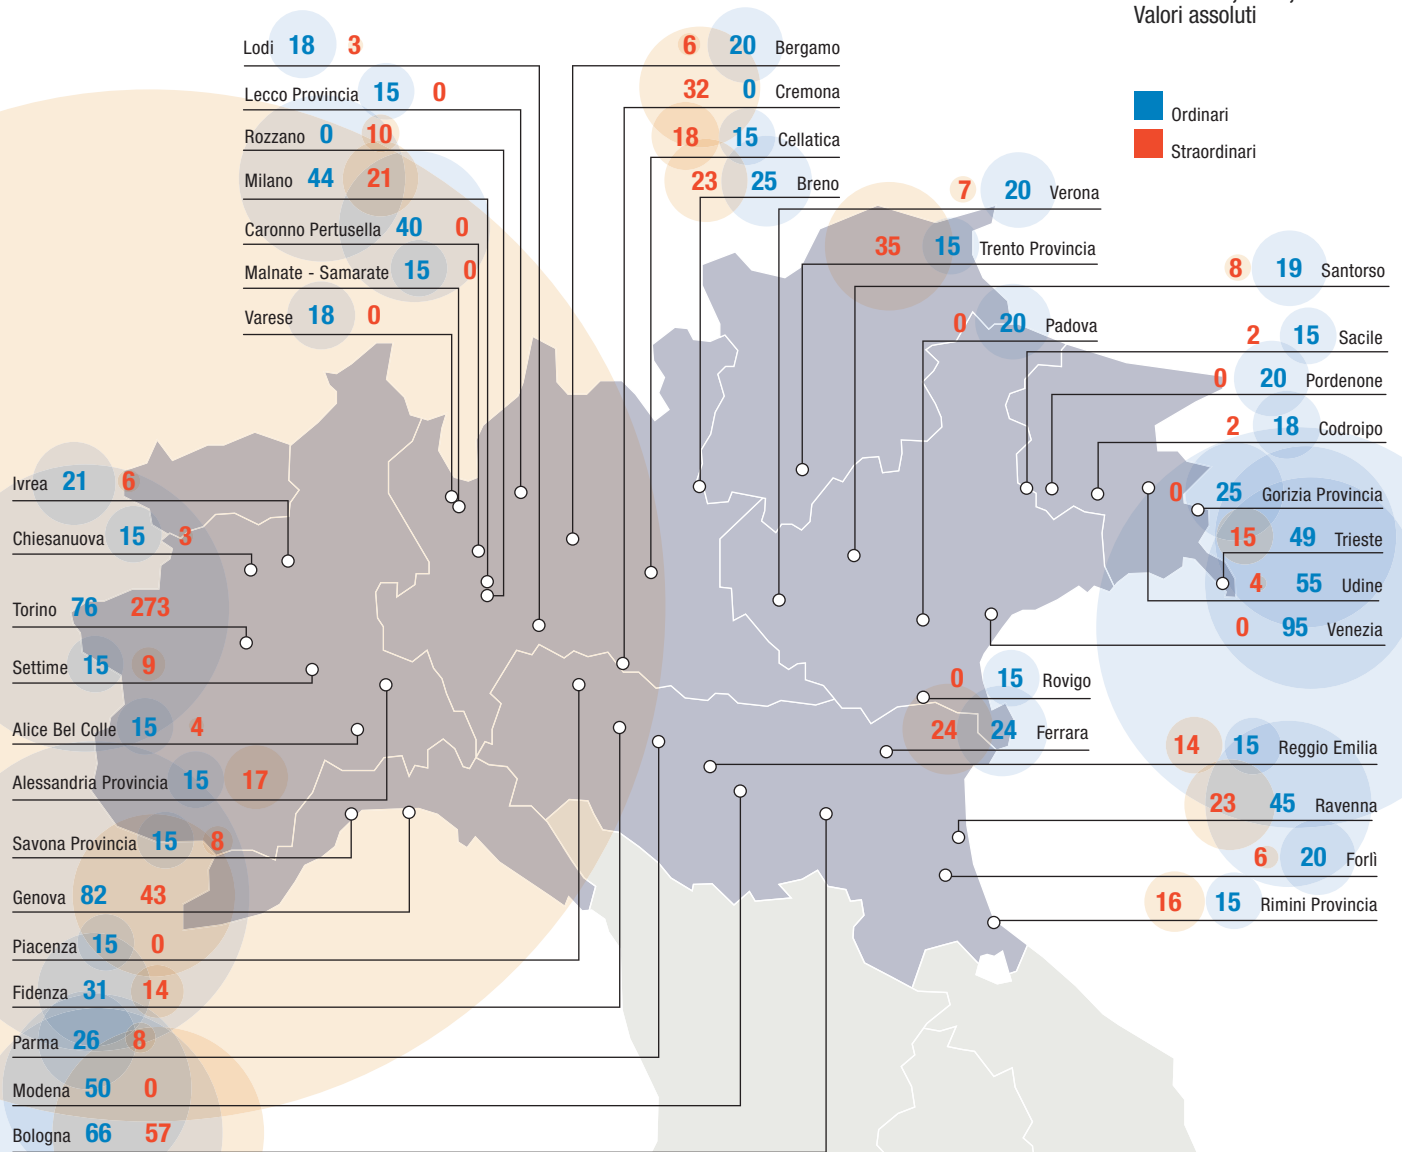 Valori assoluti
Ordinari
Straordinari
Lodi 18 3
Lecco Provincia 15 0
Rozzano 0 10
Milano 44 21
Caronno Pertusella 40 0
Malnate - Samarate 15 0
Varese 18 0
6 20 Bergamo
32 0 Cremona
18 15 Cellatica
23 25 Breno
7 20 Verona
35 15 Trento Provincia
8 19 Santorso
0 20 Padova
2 15 Sacile
0 20 Pordenone
2 18 Codroipo
0 25 Gorizia Provincia
15 49 Trieste
4 55 Udine
0 95 Venezia
0 15 Rovigo
24 24 Ferrara
14 15 Reggio Emilia
23 45 Ravenna
6 20 Forlì
16 15 Rimini Provincia
Ivrea 21 6
Chiesanuova 15 3
Torino 76 273
Settime 15 9
Alice Bel Colle 15 4
Alessandria Provincia 15 17
Savona Provincia 15 8
Genova 82 43
Piacenza 15 0
Fidenza 31 14
Parma 26 8
Modena 50 0
Bologna 66 57